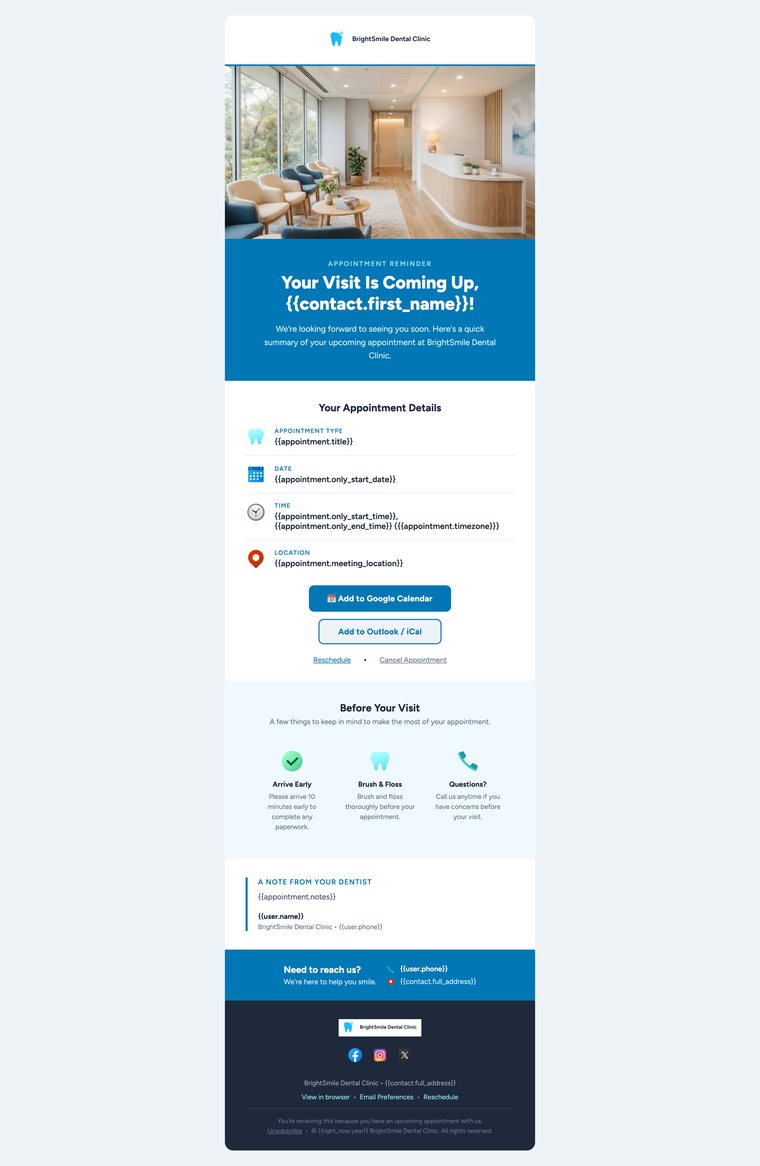 BrightSmile Dental Clinic
APPOINTMENT REMINDER
Your Visit Is Coming Up,
{{contact.first_name}}!
We're looking forward to seeing you soon. Here's a quick
summary of your upcoming appointment at BrightSmile Dental
Clinic.
Your Appointment Details
APPOINTMENT TYPE
{{appointment.title}}
DATE
{{appointment.only_start_date}}
TIME
{{appointment.only_start_time}},
{{appointment.only_end_time}} ({{appointment.timezone}})
LOCATION
{{appointment.meeting_location}}
Add to Google Calendar
Add to Outlook / iCal
Reschedule • Cancel Appointment
Before Your Visit
A few things to keep in mind to make the most of your appointment.
Arrive Early
Please arrive 10
minutes early to
complete any
paperwork.
Brush & Floss
Brush and floss
thoroughly before your
appointment.
Questions?
Call us anytime if you
have concerns before
your visit.
A NOTE FROM YOUR DENTIST
{{appointment.notes}}
{{user.name}}
BrightSmile Dental Clinic • {{user.phone}}
Need to reach us?
We're here to help you smile.
{{user.phone}}
{{contact.full_address}}
BrightSmile Dental Clinic
BrightSmile Dental Clinic • {{contact.full_address}}
View in browser • Email Preferences • Reschedule
You're receiving this because you have an upcoming appointment with us.
Unsubscribe • © {{right_now.year}} BrightSmile Dental Clinic. All rights reserved.